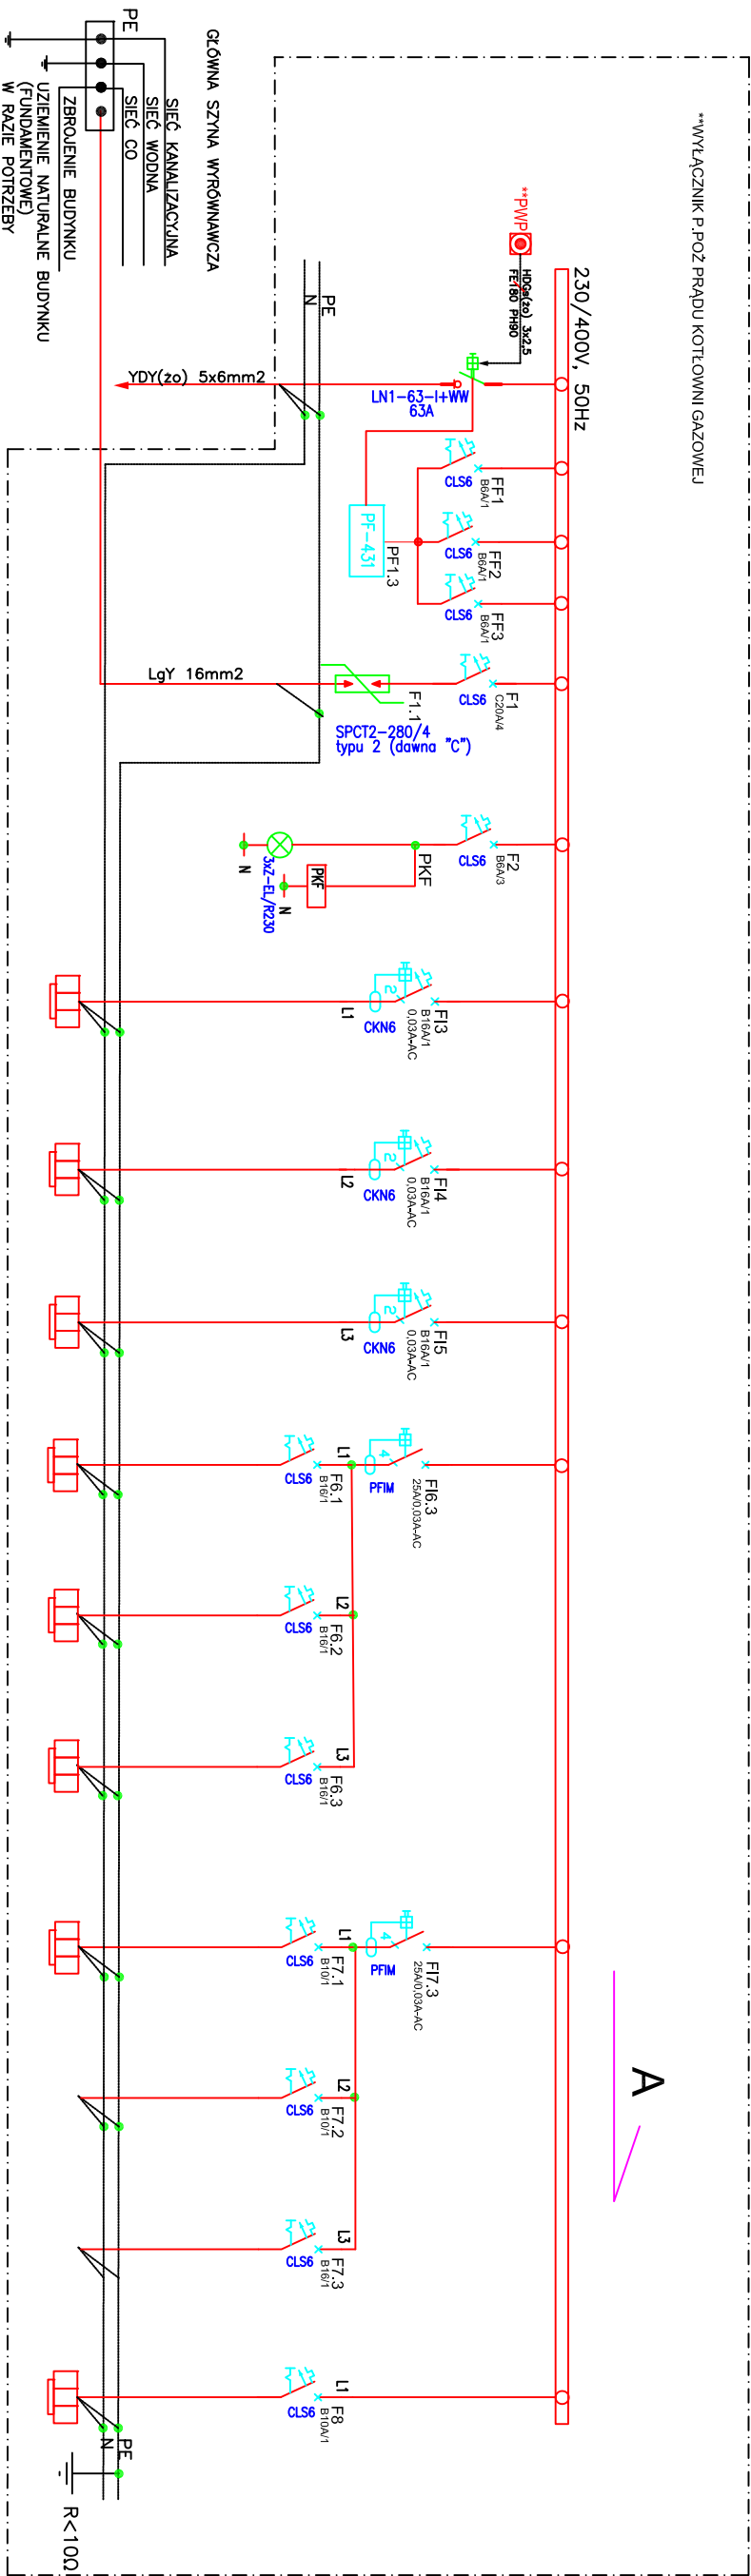 **WYŁĄCZNIK P.POŻ PRĄDU KOTŁOWNI GAZOWEJ
A
230/400V, 50Hz
**PWP
HDGs(żo) 3x2,5
FE180 PH90
LN1-63-I+WW
63A
YDY(żo) 5x6mm2
FF1
B6A/1
CLS6
FF2
B6A/1
CLS6
FF3
B6A/1
CLS6
PF1.3
PF-431
F1
C20A/4
CLS6
F1.1
SPCT2-280/4
typu 2 (dawna "C")
LgY 16mm2
F2
B6A/3
CLS6
PKF
PKF
N
3xZ-EL/R230
N
FI3
B16A/1
0,03A-AC
2
CKN6
L1
FI4
B16A/1
0,03A-AC
2
CKN6
L2
FI5
B16A/1
0,03A-AC
2
CKN6
L3
FI6.3
25A/0,03A-AC
4
PFIM
L1
F6.1
B16/1
CLS6
L2
F6.2
B16/1
CLS6
L3
F6.3
B16/1
CLS6
FI7.3
25A/0,03A-AC
4
PFIM
L1
F7.1
B10/1
CLS6
L2
F7.2
B10/1
CLS6
L3
F7.3
B16/1
CLS6
L1
F8
B10A/1
CLS6
PE
N
PE
N
R<10Ω
GŁÓWNA SZYNA WYRÓWNAWCZA
PE
SIEĆ KANALIZACYJNA
SIEĆ WODNA
SIEĆ CO
ZBROJENIE BUDYNKU
UZIEMIENIE NATURALNE BUDYNKU
(FUNDAMENTOWE)
W RAZIE POTRZEBY